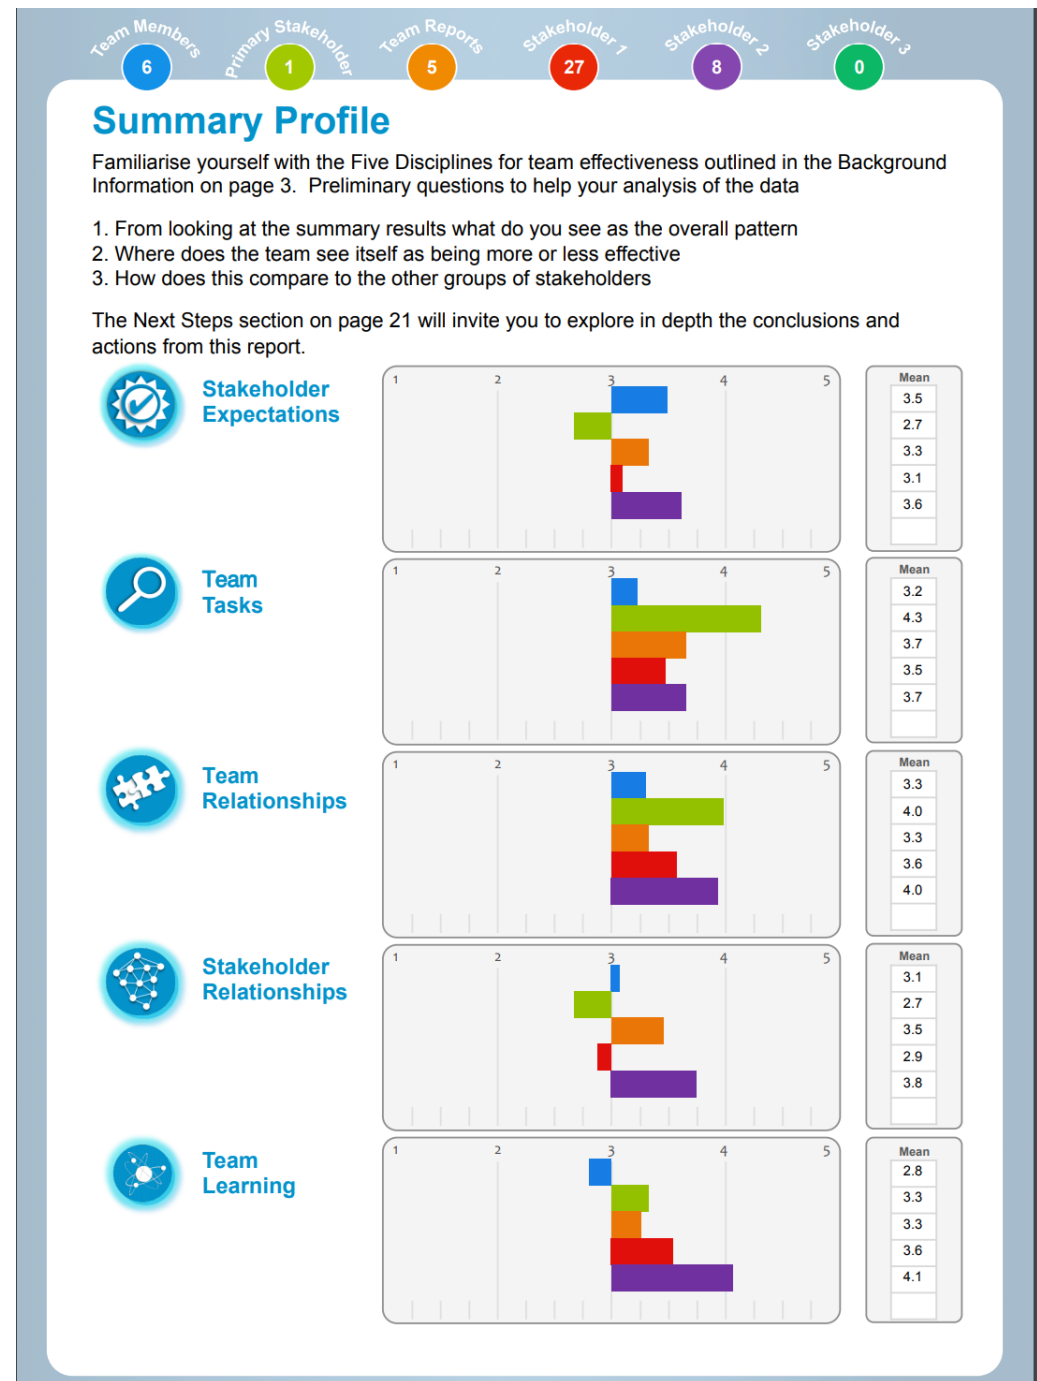 Team Members
Primary Stakeholder
Team Reports
Stakeholder 1
Stakeholder 2
Stakeholder 3
6
1
5
27
8
0
Summary Profile
Familiarise yourself with the Five Disciplines for team effectiveness outlined in the Background
Information on page 3.  Preliminary questions to help your analysis of the data
1. From looking at the summary results what do you see as the overall pattern
2. Where does the team see itself as being more or less effective
3. How does this compare to the other groups of stakeholders
The Next Steps section on page 21 will invite you to explore in depth the conclusions and
actions from this report.
Stakeholder
Expectations
1 2 3 4 5
Mean
3.5
2.7
3.3
3.1
3.6
Team
Tasks
1 2 3 4 5
Mean
3.2
4.3
3.7
3.5
3.7
Team
Relationships
1 2 3 4 5
Mean
3.3
4.0
3.3
3.6
4.0
Stakeholder
Relationships
1 2 3 4 5
Mean
3.1
2.7
3.5
2.9
3.8
Team
Learning
1 2 3 4 5
Mean
2.8
3.3
3.3
3.6
4.1